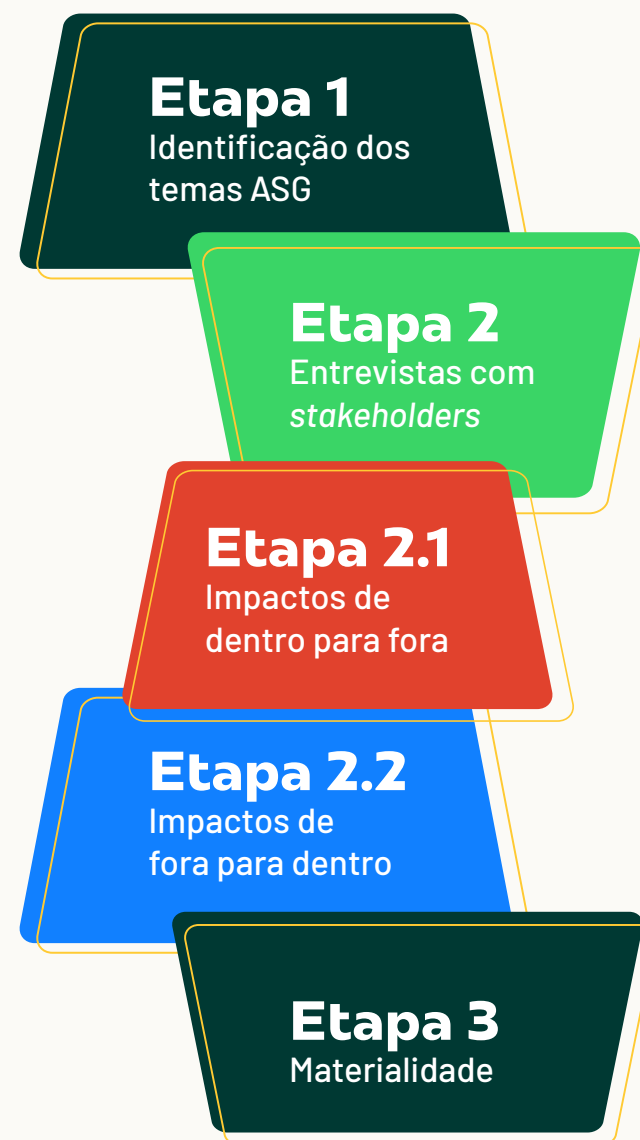 Etapa 1
Identificação dos
temas ASG
Etapa 2
Entrevistas com
stakeholders
Etapa 2.1
Impactos de
dentro para fora
Etapa 2.2
Impactos de
fora para dentro
Etapa 3
Materialidade